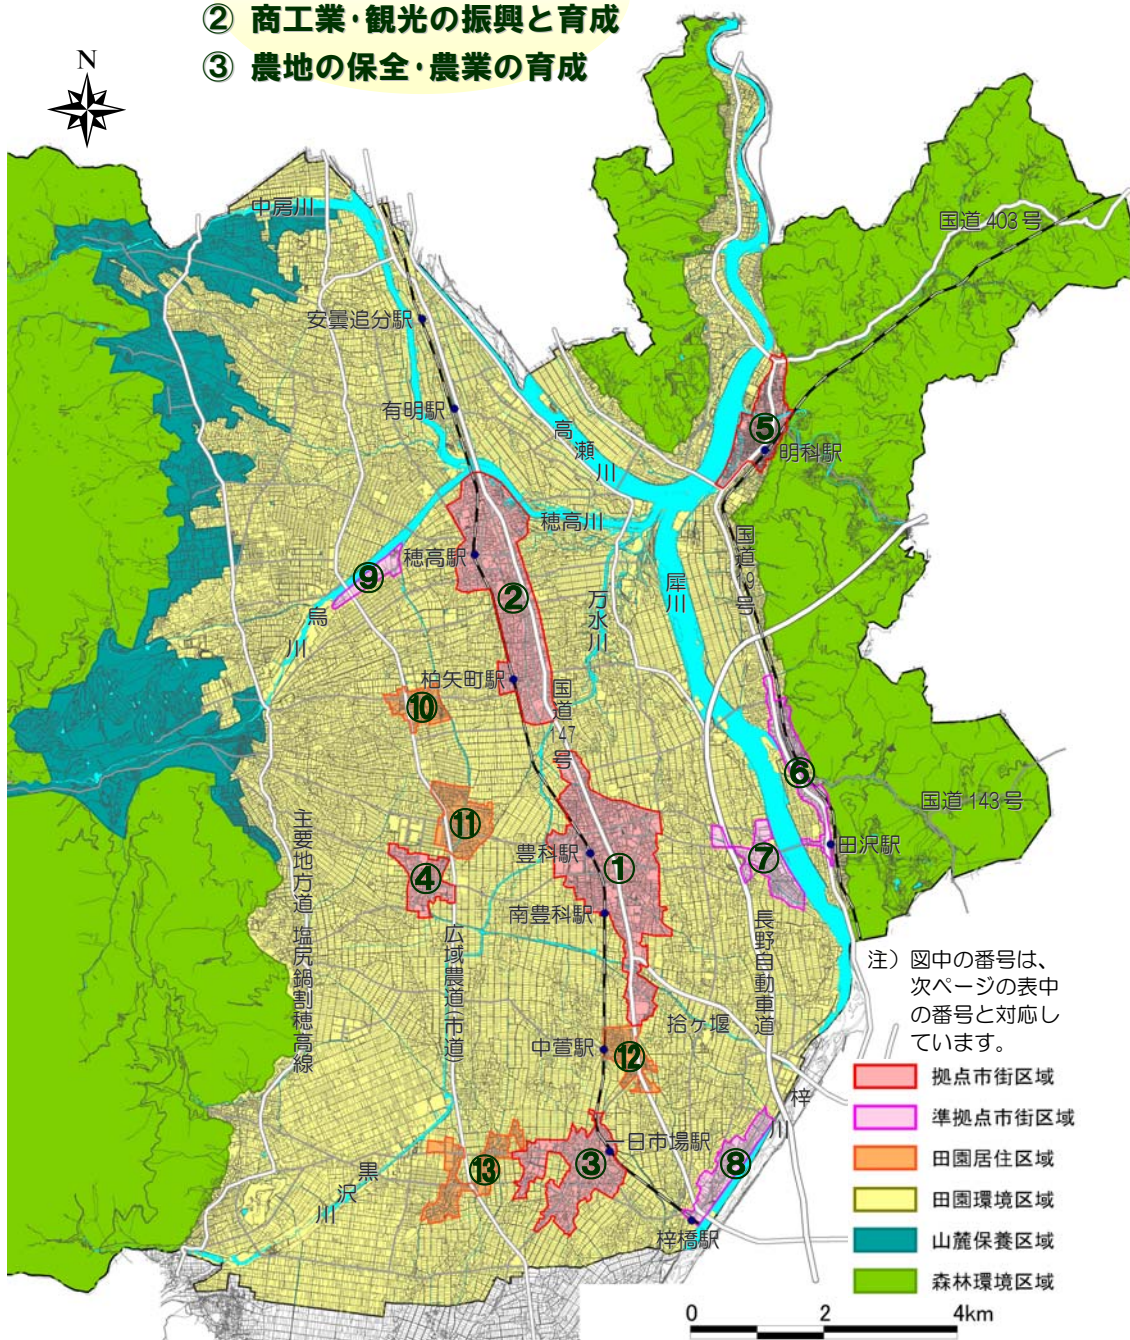 ② 商工業・観光の振興と育成
③ 農地の保全・農業の育成
N
中房川
国道403号
安曇追分駅
有明駅
高瀬川
⑤
明科駅
穂高川
国道19号
穂高駅
⑨
②
犀川
万水川
烏川
柏矢町駅
国道147号
⑩
⑥
国道143号
⑪
主要地方道 塩尻鍋割穂高線
豊科駅
①
⑦
田沢駅
④
南豊科駅
広域農道(市道)
長野自動車道
注) 図中の番号は、
次ページの表中
の番号と対応し
ています。
拾ケ堰
中萱駅
⑫
拠点市街区域
梓川
準拠点市街区域
一日市場駅
田園居住区域
⑬
③
⑧
黒沢川
田園環境区域
梓橋駅
山麓保養区域
森林環境区域
0 2 4km